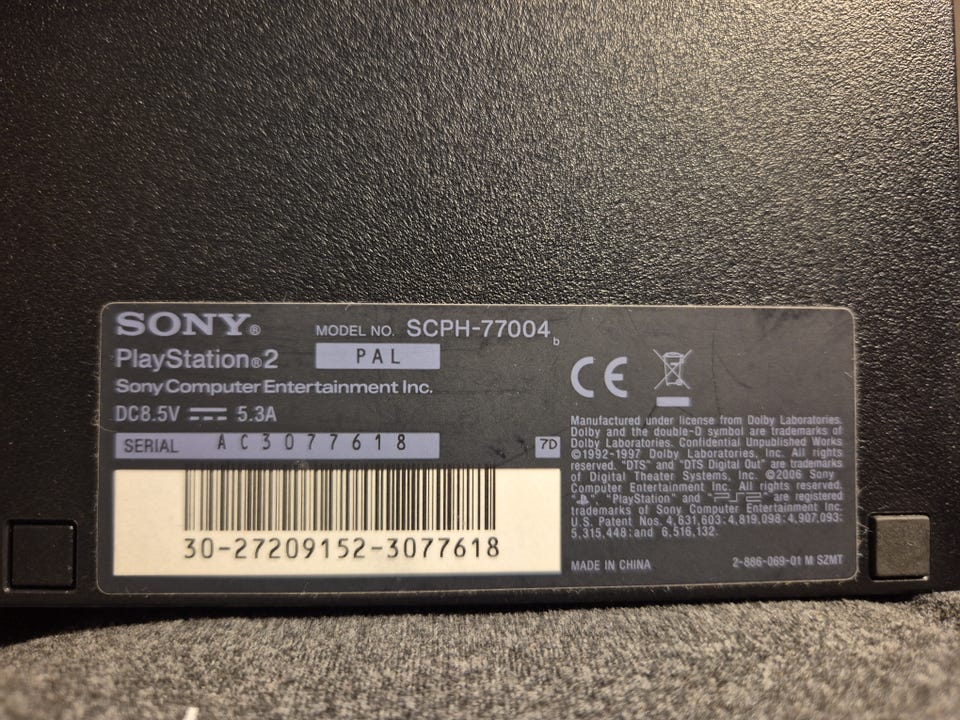 SONY®
MODEL NO. SCPH-77004 b
PlayStation®2
PAL
Sony Computer Entertainment Inc.
DC8.5V 5.3A
SERIAL AC3077618
7D
30-27209152-3077618
CE
Manufactured under license from Dolby Laboratories.
Dolby and the double-D symbol are trademarks of
Dolby Laboratories. Confidential Unpublished Works
©1992-1997 Dolby Laboratories, Inc. All rights
reserved. "DTS" and "DTS Digital Out" are trademarks
of Digital Theater Systems, Inc. ©2006 Sony
Computer Entertainment Inc. All rights reserved.
" ", "PlayStation" and "PS2" are registered
trademarks of Sony Computer Entertainment Inc.
U.S. Patent Nos. 4,631,603; 4,819,098; 4,907,093;
5,315,448; and 6,516,132.
MADE IN CHINA
2-886-069-01 M SZMT